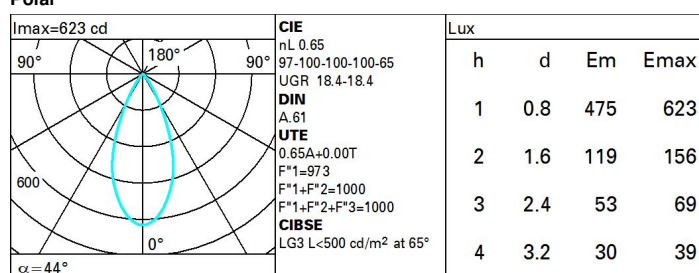 Polar
Imax=623 cd
90°
180°
90°
600
0°
α=44°
CIE
nL 0.65
97-100-100-100-65
UGR 18.4-18.4
DIN
A.61
UTE
0.65A+0.00T
F"1=973
F"1+F"2=1000
F"1+F"2+F"3=1000
CIBSE
LG3 L<500 cd/m² at 65°
Lux
h d Em Emax
1 0.8 475 623
2 1.6 119 156
3 2.4 53 69
4 3.2 30 39